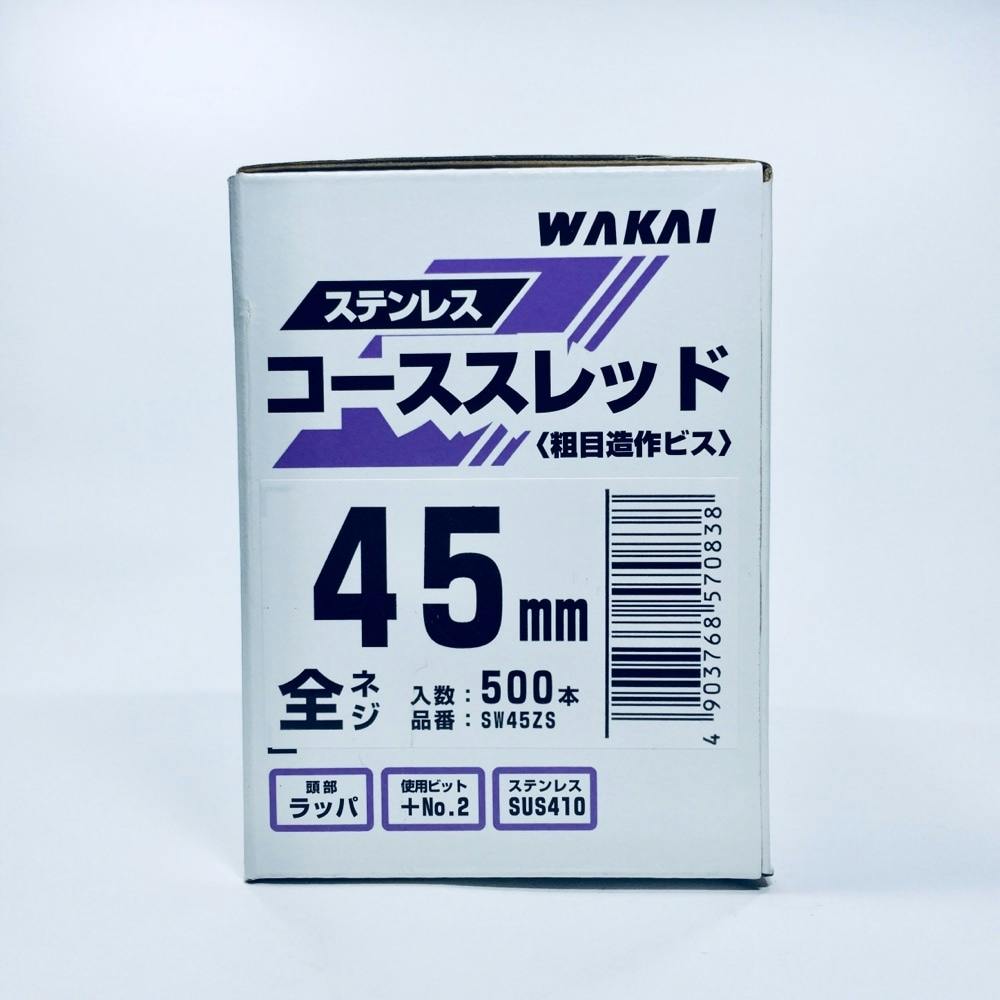 WAKAI
ステンレス
コーススレッド
〈粗目造作ビス〉
45mm
全ネジ
入数：500本
品番：SW45ZS
4 903768 570838
頭部
ラッパ
使用ビット
＋No.2
ステンレス
SUS410